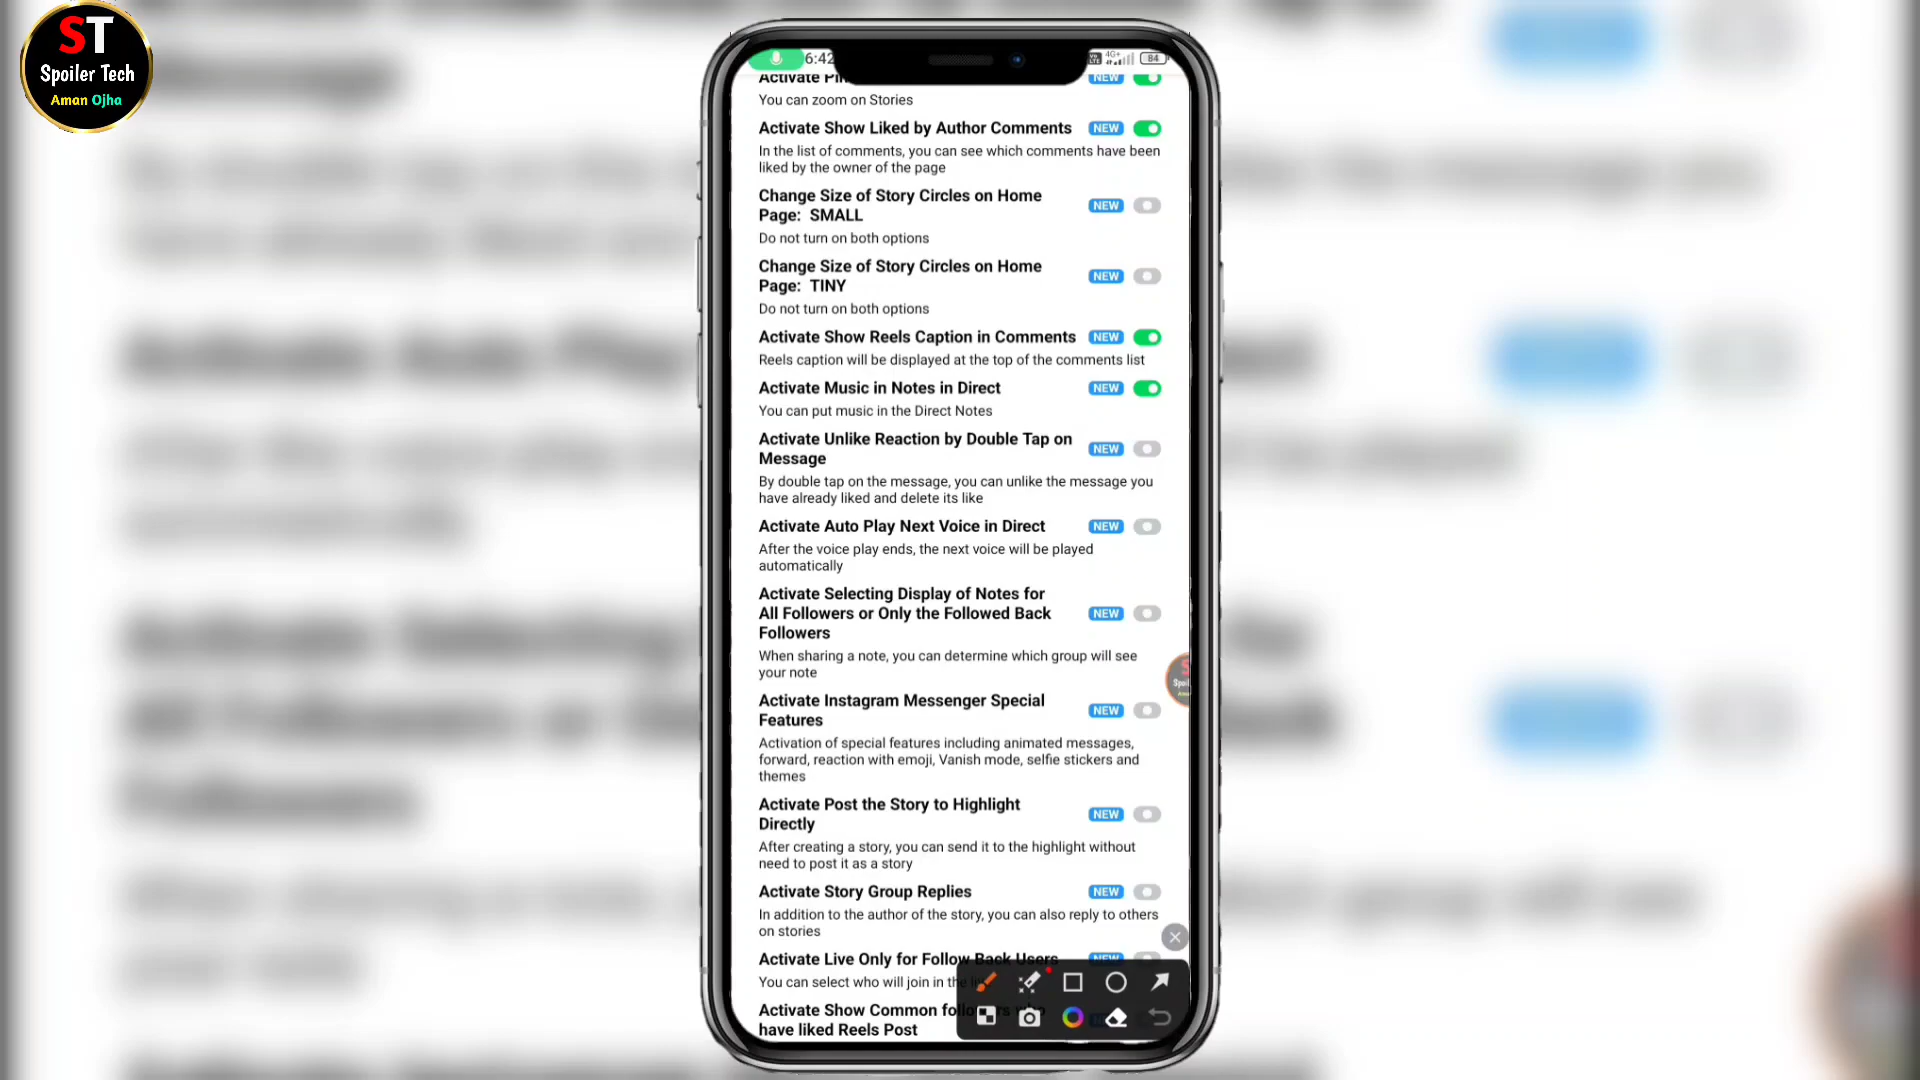 ST
Spoiler Tech
Aman Ojha
6:42
4G+
84
Activate
NEW
You can zoom on Stories
Activate Show Liked by Author Comments NEW
In the list of comments, you can see which comments have been
liked by the owner of the page
Change Size of Story Circles on Home
Page: SMALL
NEW
Do not turn on both options
Change Size of Story Circles on Home
Page: TINY
NEW
Do not turn on both options
Activate Show Reels Caption in Comments NEW
Reels caption will be displayed at the top of the comments list
Activate Music in Notes in Direct NEW
You can put music in the Direct Notes
Activate Unlike Reaction by Double Tap on
Message
NEW
By double tap on the message, you can unlike the message you
have already liked and delete its like
Activate Auto Play Next Voice in Direct NEW
After the voice play ends, the next voice will be played
automatically
Activate Selecting Display of Notes for
All Followers or Only the Followed Back
Followers
NEW
When sharing a note, you can determine which group will see
your note
Activate Instagram Messenger Special
Features
NEW
Activation of special features including animated messages,
forward, reaction with emoji, Vanish mode, selfie stickers and
themes
Activate Post the Story to Highlight
Directly
NEW
After creating a story, you can send it to the highlight without
need to post it as a story
Activate Story Group Replies NEW
In addition to the author of the story, you can also reply to others
on stories
Activate Live Only for Follow Back Users NEW
You can select who will join in the
Activate Show Common
have liked Reels Post